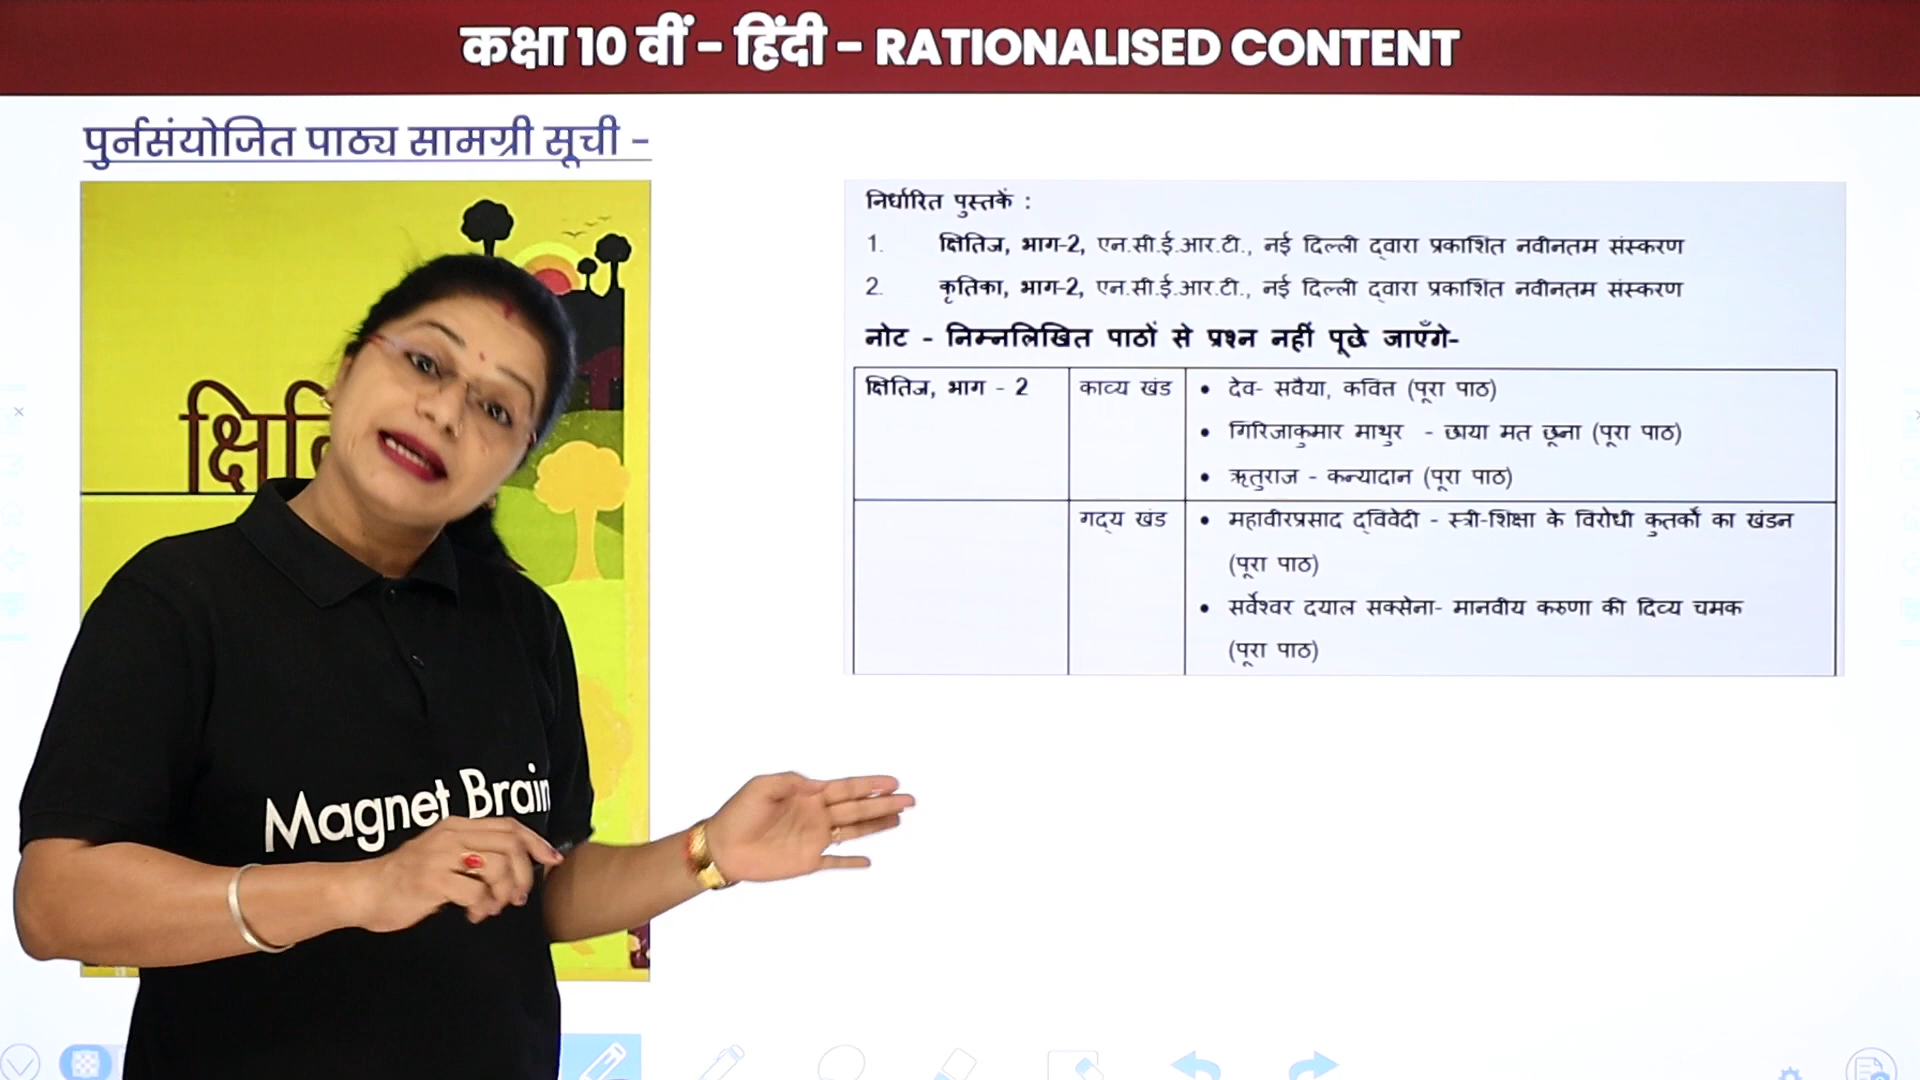 कक्षा 10 वीं - हिंदी - RATIONALISED CONTENT
पुर्नसंयोजित पाठ्य सामग्री सूची -
निर्धारित पुस्तकें :
1. क्षितिज, भाग-2, एन.सी.ई.आर.टी., नई दिल्ली द्वारा प्रकाशित नवीनतम संस्करण
2. कृतिका, भाग-2, एन.सी.ई.आर.टी., नई दिल्ली द्वारा प्रकाशित नवीनतम संस्करण
नोट - निम्नलिखित पाठों से प्रश्न नहीं पूछे जाएँगे-
क्षितिज, भाग - 2 काव्य खंड • देव- सवैया, कवित्त (पूरा पाठ)
• गिरिजाकुमार माथुर - छाया मत छूना (पूरा पाठ)
• ऋतुराज - कन्यादान (पूरा पाठ)
गद्य खंड • महावीरप्रसाद द्विवेदी - स्त्री-शिक्षा के विरोधी कुतर्कों का खंडन
(पूरा पाठ)
• सर्वेश्वर दयाल सक्सेना- मानवीय करुणा की दिव्य चमक
(पूरा पाठ)
Magnet Brain